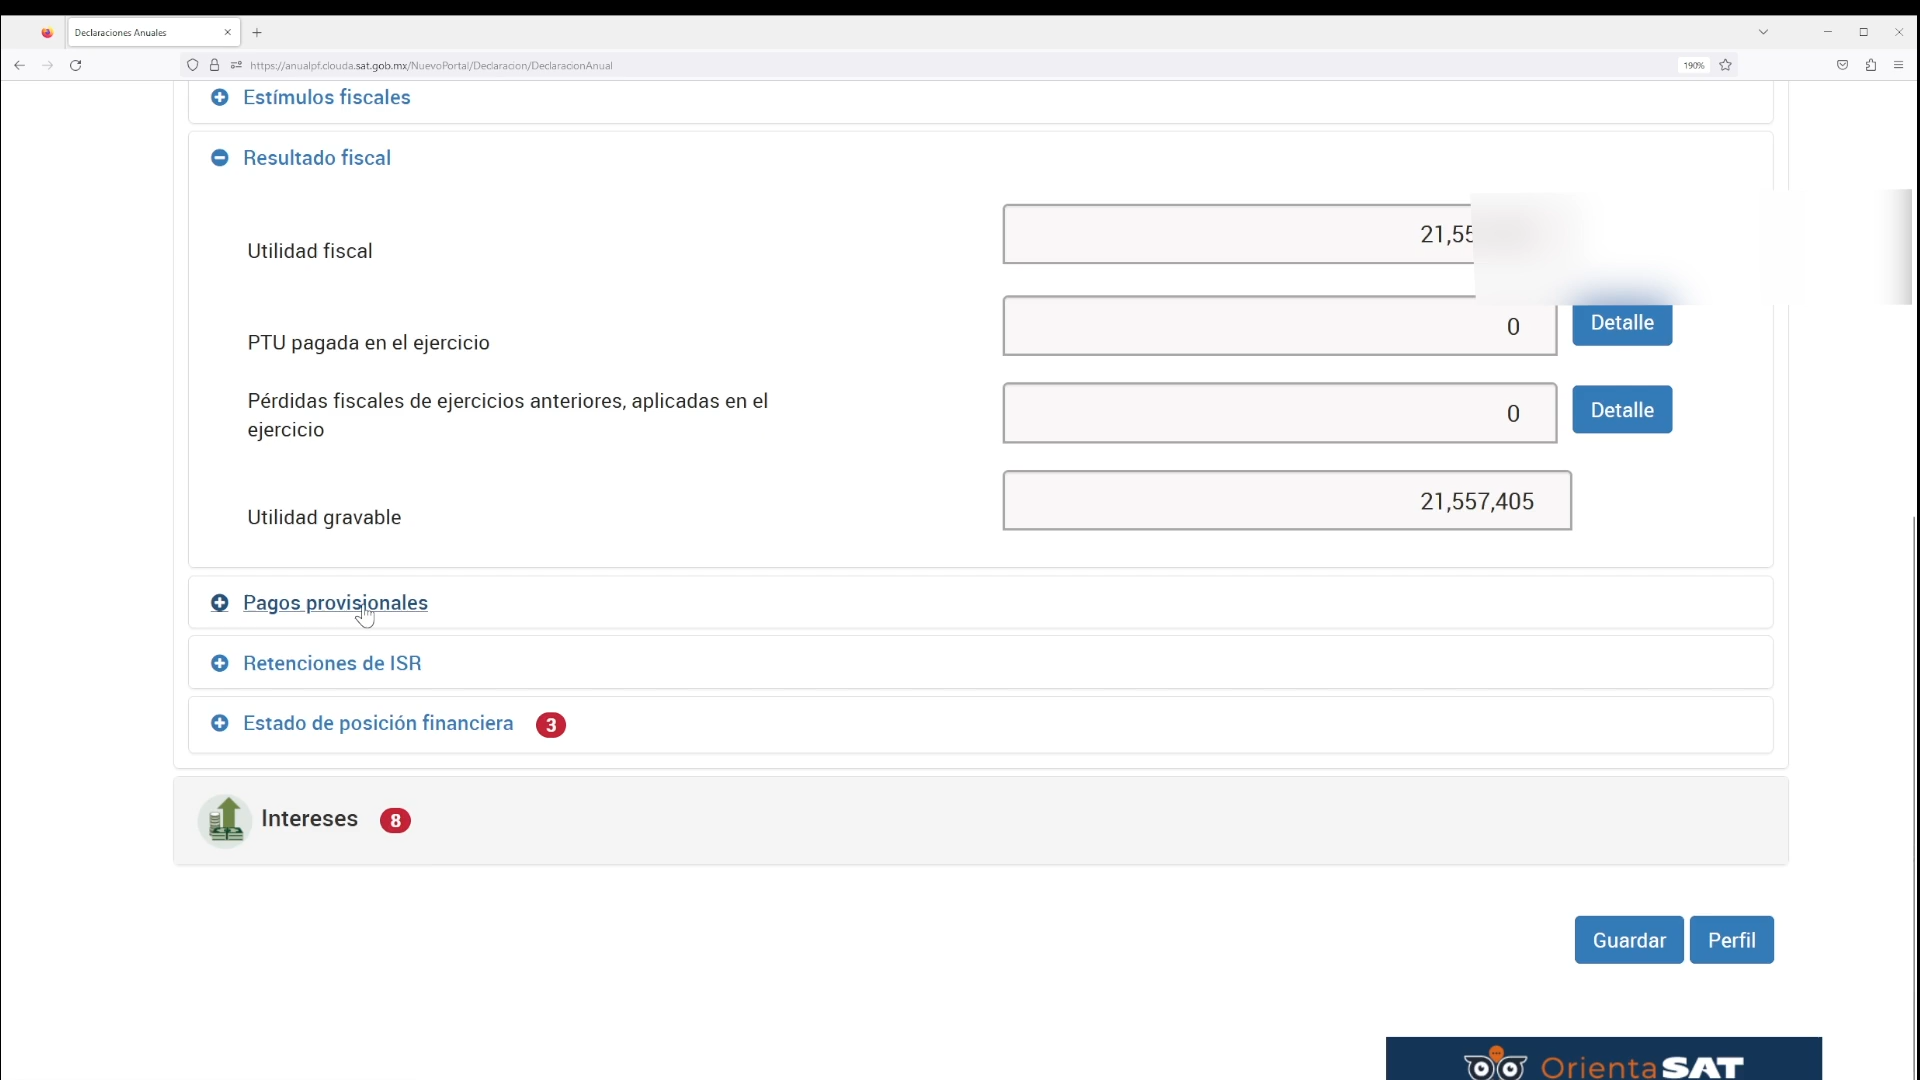 Declaraciones Anuales
https://anualpf.clouda.sat.gob.mx/NuevoPortal/Declaracion/DeclaracionAnual
190%
Estímulos fiscales
Resultado fiscal
Utilidad fiscal
21,55
PTU pagada en el ejercicio
0
Detalle
Pérdidas fiscales de ejercicios anteriores, aplicadas en el
ejercicio
0
Detalle
Utilidad gravable
21,557,405
Pagos provisionales
Retenciones de ISR
Estado de posición financiera 3
Intereses 8
Guardar Perfil
OrientaSAT